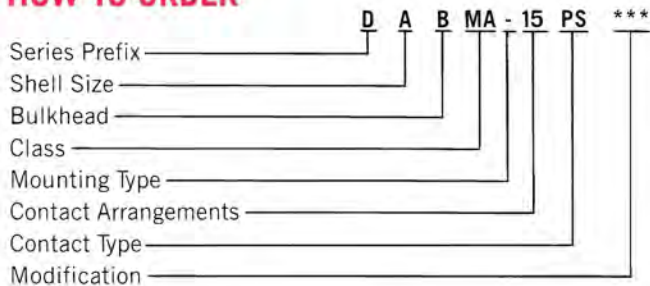 HOW TO ORDER
D A B MA - 15 PS ***
Series Prefix
Shell Size
Bulkhead
Class
Mounting Type
Contact Arrangements
Contact Type
Modification